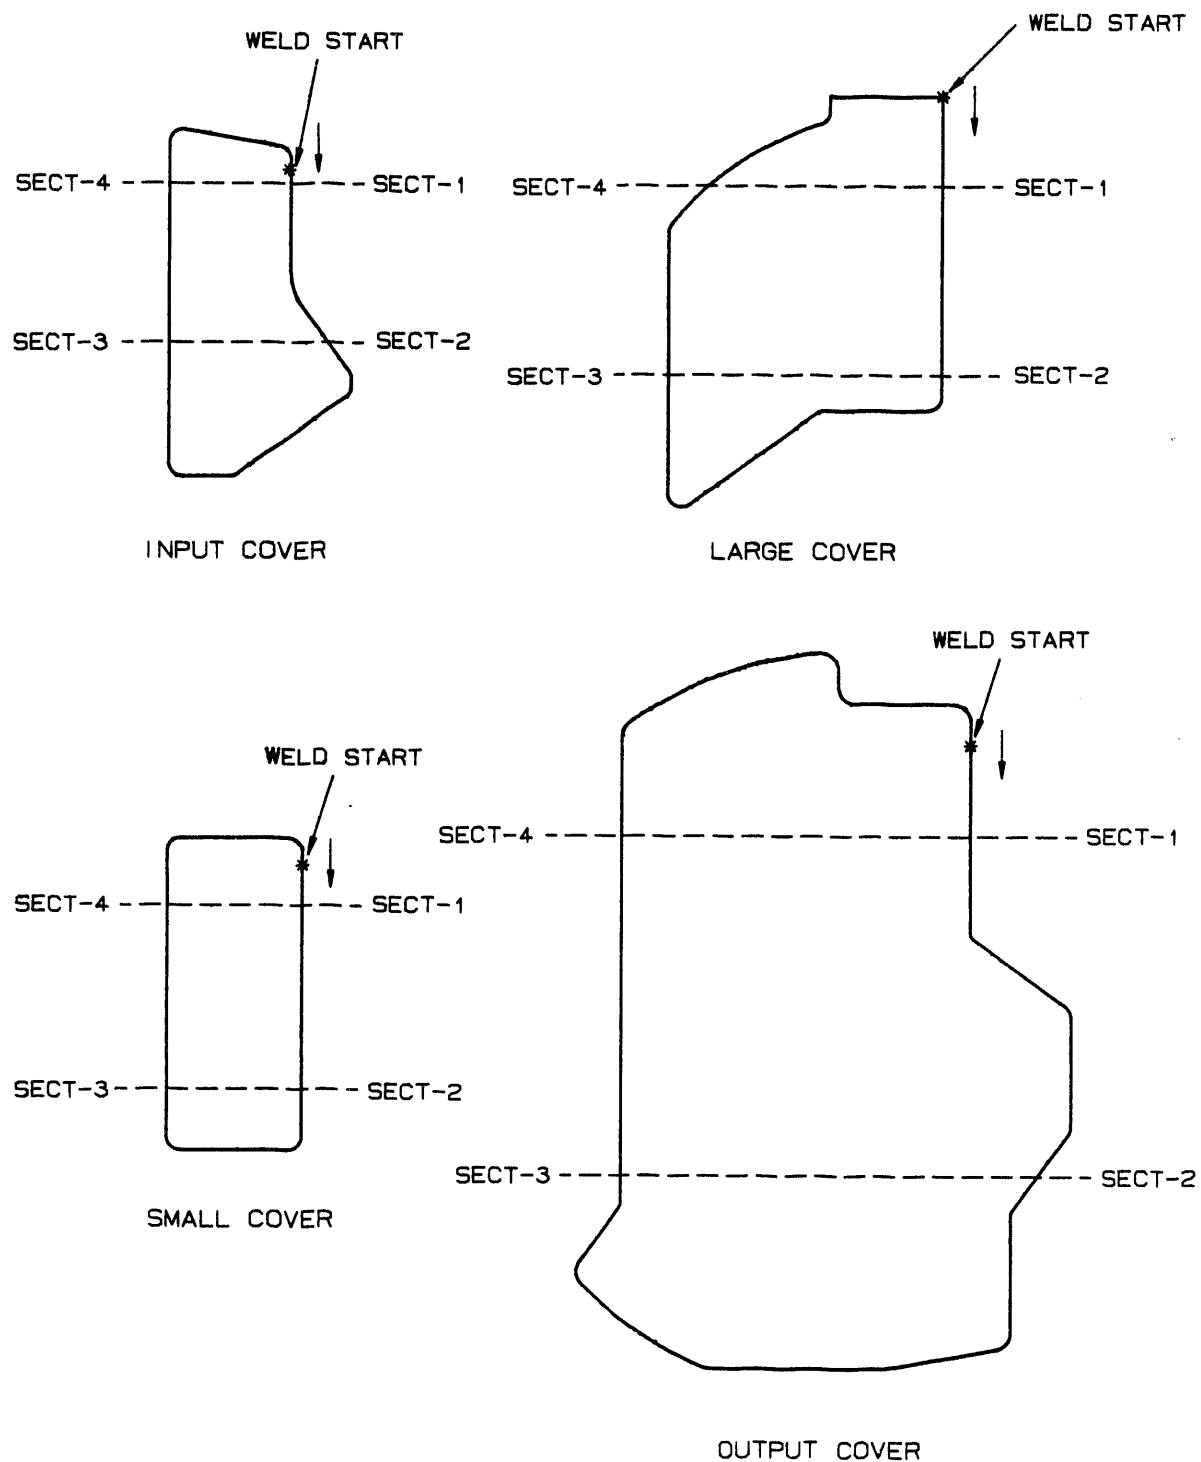 WELD START
SECT-4
SECT-1
SECT-3
SECT-2
INPUT COVER
WELD START
SECT-4
SECT-1
SECT-3
SECT-2
LARGE COVER
WELD START
SECT-4
SECT-1
SECT-3
SECT-2
SMALL COVER
WELD START
SECT-4
SECT-1
SECT-3
SECT-2
OUTPUT COVER